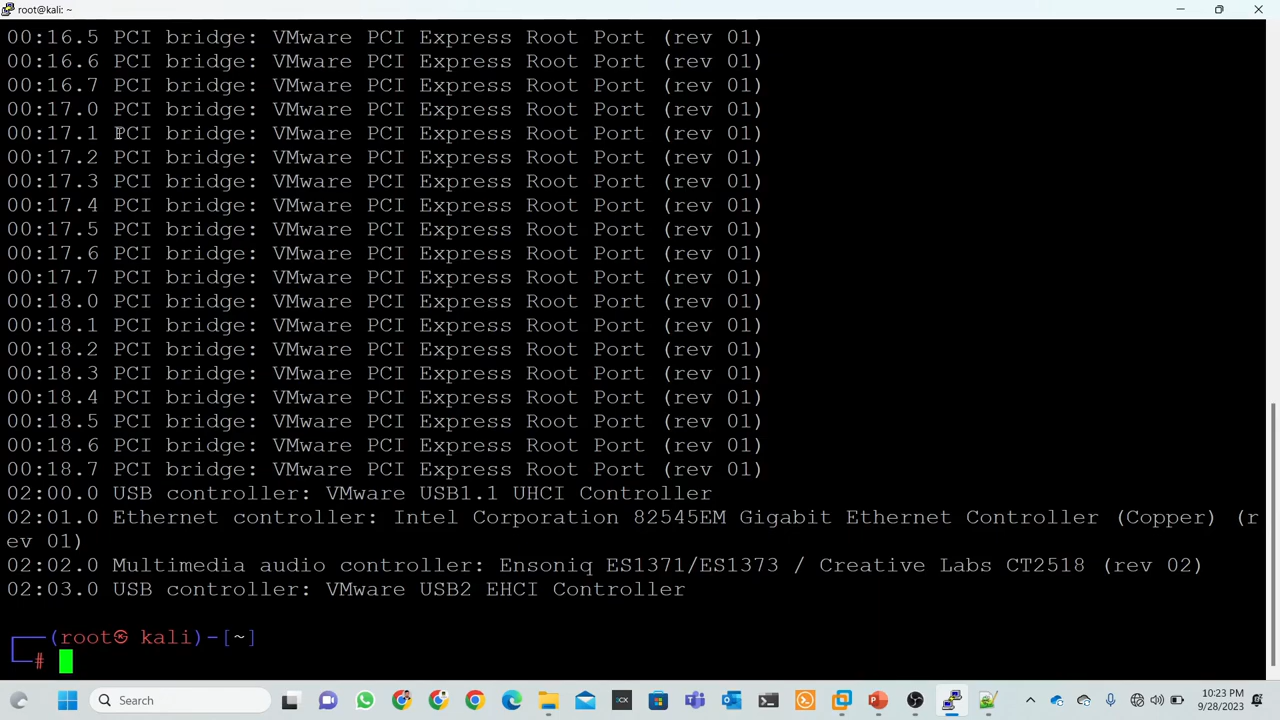 root@kali: ~
00:16.5 PCI bridge: VMware PCI Express Root Port (rev 01)
00:16.6 PCI bridge: VMware PCI Express Root Port (rev 01)
00:16.7 PCI bridge: VMware PCI Express Root Port (rev 01)
00:17.0 PCI bridge: VMware PCI Express Root Port (rev 01)
00:17.1 PCI bridge: VMware PCI Express Root Port (rev 01)
00:17.2 PCI bridge: VMware PCI Express Root Port (rev 01)
00:17.3 PCI bridge: VMware PCI Express Root Port (rev 01)
00:17.4 PCI bridge: VMware PCI Express Root Port (rev 01)
00:17.5 PCI bridge: VMware PCI Express Root Port (rev 01)
00:17.6 PCI bridge: VMware PCI Express Root Port (rev 01)
00:17.7 PCI bridge: VMware PCI Express Root Port (rev 01)
00:18.0 PCI bridge: VMware PCI Express Root Port (rev 01)
00:18.1 PCI bridge: VMware PCI Express Root Port (rev 01)
00:18.2 PCI bridge: VMware PCI Express Root Port (rev 01)
00:18.3 PCI bridge: VMware PCI Express Root Port (rev 01)
00:18.4 PCI bridge: VMware PCI Express Root Port (rev 01)
00:18.5 PCI bridge: VMware PCI Express Root Port (rev 01)
00:18.6 PCI bridge: VMware PCI Express Root Port (rev 01)
00:18.7 PCI bridge: VMware PCI Express Root Port (rev 01)
02:00.0 USB controller: VMware USB1.1 UHCI Controller
02:01.0 Ethernet controller: Intel Corporation 82545EM Gigabit Ethernet Controller (Copper) (r
ev 01)
02:02.0 Multimedia audio controller: Ensoniq ES1371/ES1373 / Creative Labs CT2518 (rev 02)
02:03.0 USB controller: VMware USB2 EHCI Controller
┌──(root㉿ kali)-[~]
└─#
Search
10:23 PM
9/28/2023